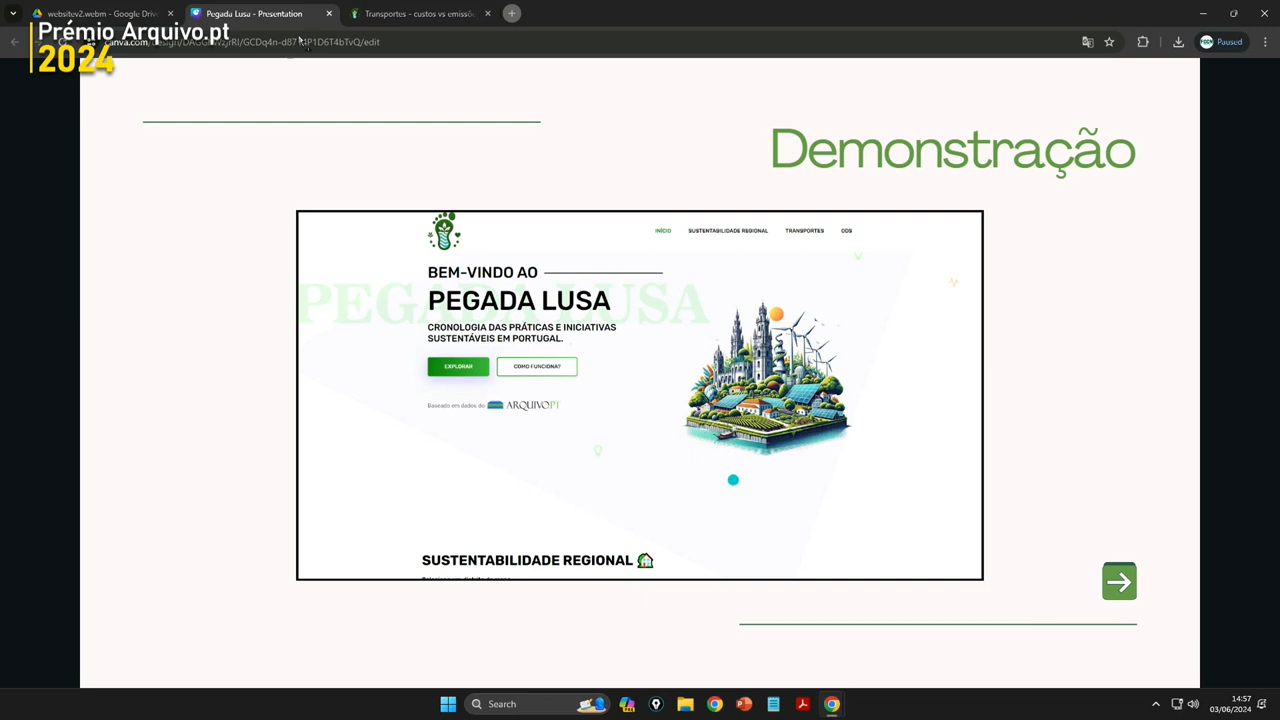 websitev2.webm - Google Driv
Pegada Lusa - Presentation
Transportes - custos vs emissõ
Prémio Arquivo.pt
2024
Paused
Demonstração
INÍCIO
SUSTENTABILIDADE REGIONAL
TRANSPORTES
ODS
BEM-VINDO AO
PEGADA LUSA
PEGADA LUSA
CRONOLOGIA DAS PRÁTICAS E INICIATIVAS
SUSTENTÁVEIS EM PORTUGAL.
EXPLORAR
COMO FUNCIONA?
Baseado em dados do
ARQUIVO.PT
SUSTENTABILIDADE REGIONAL
Search
14:57
03/06/2024